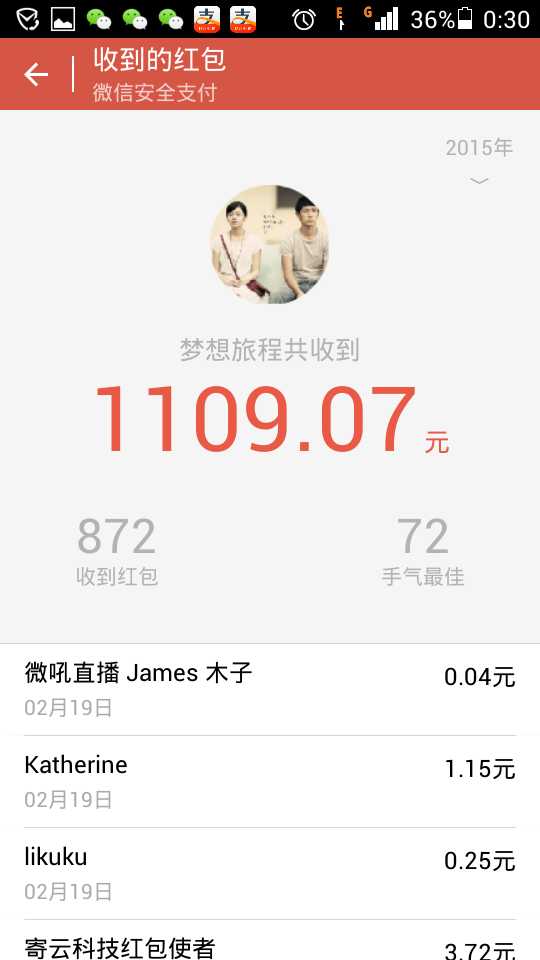 E G 36% 0:30
收到的红包
微信安全支付
2015年
梦想旅程共收到
1109.07元
872 72
收到红包 手气最佳
微吼直播 James 木子 0.04元
02月19日
Katherine 1.15元
02月19日
likuku 0.25元
02月19日
寄云科技红包使者 3.72元